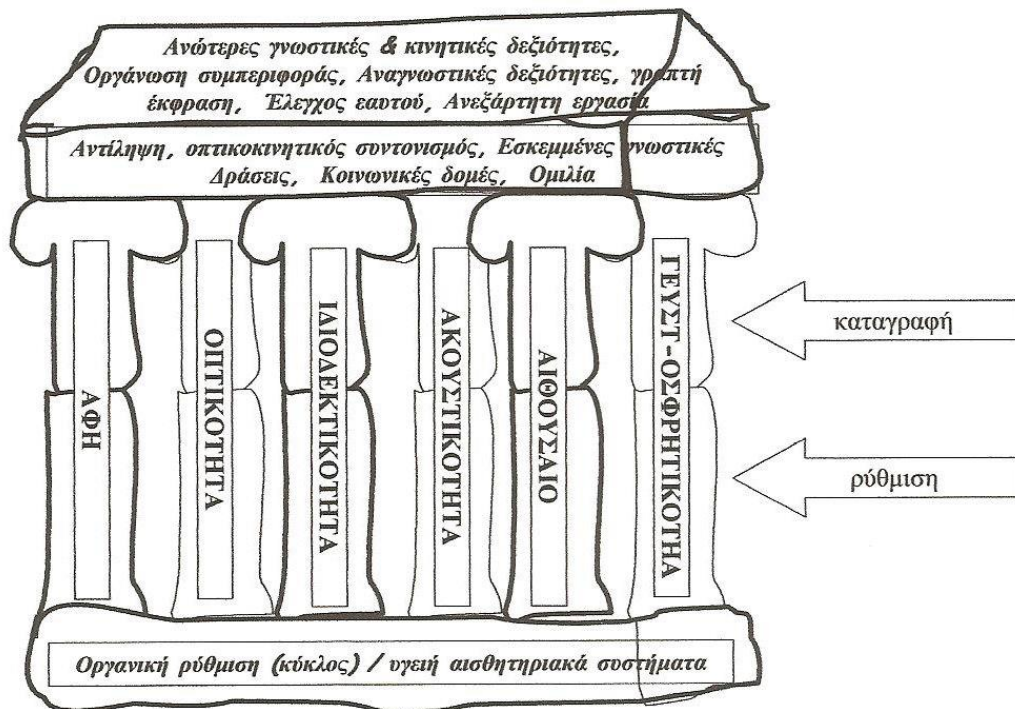 Ανώτερες γνωστικές & κινητικές δεξιότητες,
Οργάνωση συμπεριφοράς, Αναγνωστικές δεξιότητες, γραπτή
έκφραση, Έλεγχος εαυτού, Ανεξάρτητη εργασία
Αντίληψη, οπτικοκινητικός συντονισμός, Εσκεμμένες γνωστικές
Δράσεις, Κοινωνικές δομές, Ομιλία
ΑΦΗ
ΟΠΤΙΚΟΤΗΤΑ
ΙΔΙΟΔΕΚΤΙΚΟΤΗΤΑ
ΑΚΟΥΣΤΙΚΟΤΗΤΑ
ΑΙΘΟΥΣΑΙΟ
ΓΕΥΣΤ-ΟΣΦΡΗΤΙΚΟΤΗΑ
καταγραφή
ρύθμιση
Οργανική ρύθμιση (κύκλος) / υγειή αισθητηριακά συστήματα